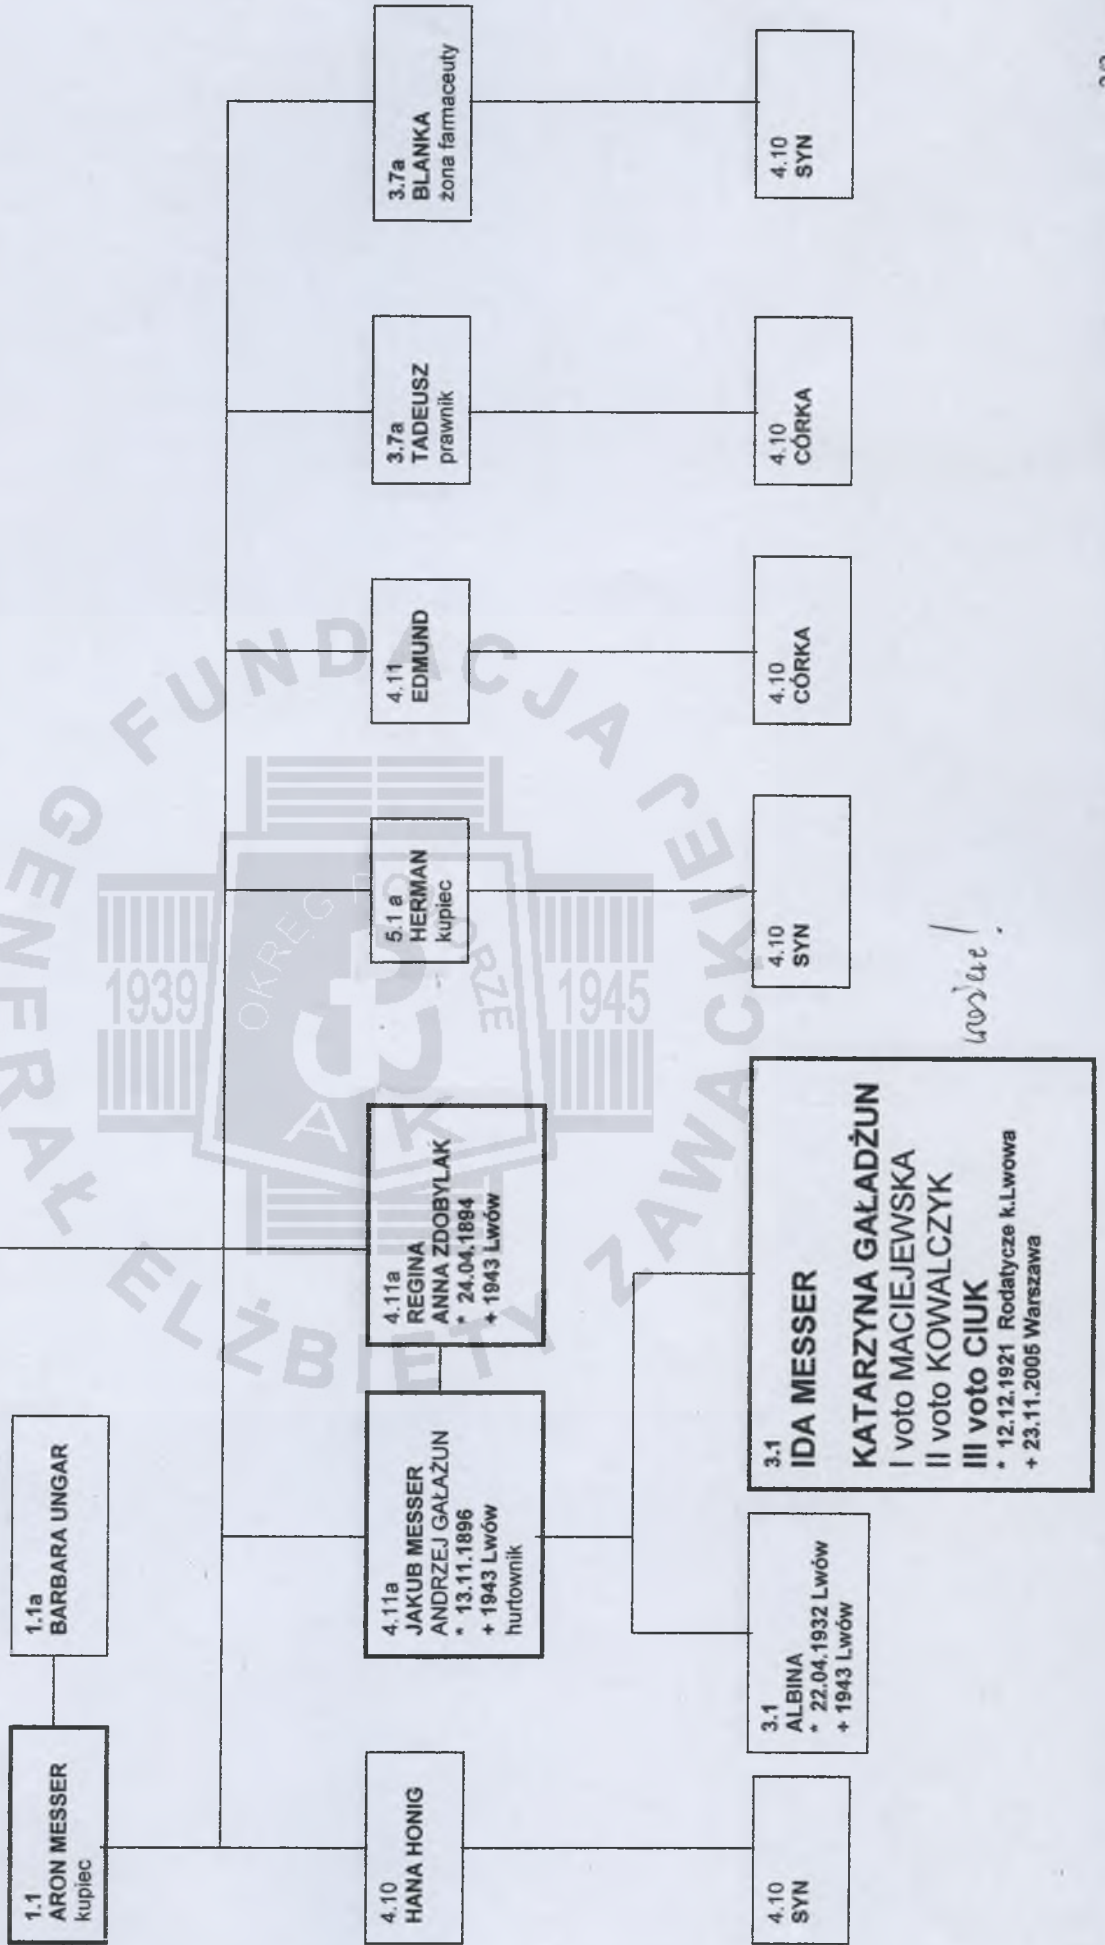 1.1
ARON MESSER
kupiec
1.1a
BARBARA UNGAR
4.10
HANA HONIG
4.11a
JAKUB MESSER
ANDRZEJ GAŁAŻUN
* 13.11.1896
+ 1943 Lwów
hurtownik
4.11a
REGINA
ANNA ZDOBYLAK
* 24.04.1894
+ 1943 Lwów
5.1 a
HERMAN
kupiec
4.11
EDMUND
3.7a
TADEUSZ
prawnik
3.7a
BLANKA
żona farmaceuty
4.10
SYN
3.1
ALBINA
* 22.04.1932 Lwów
+ 1943 Lwów
3.1
IDA MESSER
KATARZYNA GAŁADŻUN
I voto MACIEJEWSKA
II voto KOWALCZYK
III voto CIUK
* 12.12.1921 Rodatycze k.Lwowa
+ 23.11.2005 Warszawa
4.10
SYN
4.10
CÓRKA
4.10
CÓRKA
4.10
SYN
FUNDACJA
GENERAŁ ELŻBIETY ZAWACKIEJ
1939
1945
OKRĘG POMORZE
AK